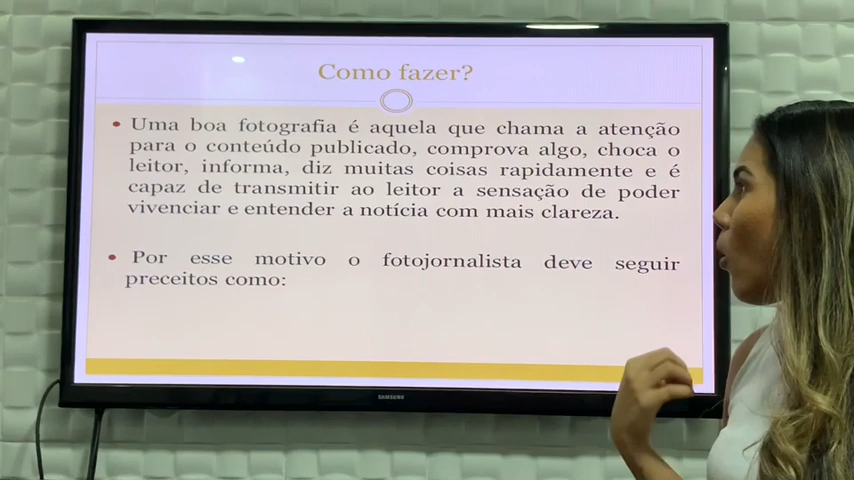 Como fazer?
• Uma boa fotografia é aquela que chama a atenção
para o conteúdo publicado, comprova algo, choca o
leitor, informa, diz muitas coisas rapidamente e é
capaz de transmitir ao leitor a sensação de poder
vivenciar e entender a notícia com mais clareza.
• Por esse motivo o fotojornalista deve seguir
preceitos como:
SAMSUNG